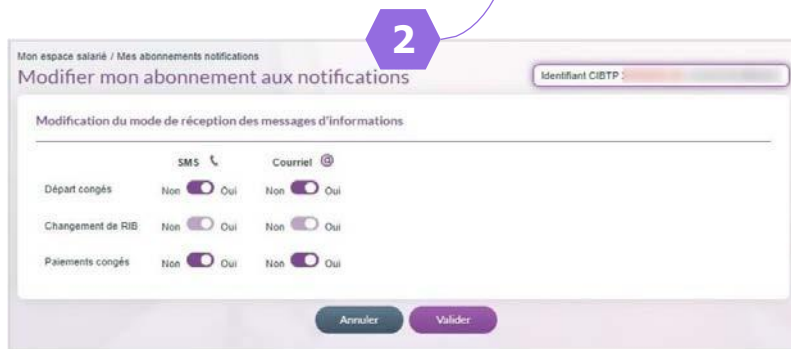 2
Mon espace salarié / Mes abonnements notifications
Modifier mon abonnement aux notifications
Identifiant CIBTP :
Modification du mode de réception des messages d'informations
SMS Courriel @
Départ congés Non Oui Non Oui
Changement de RIB Non Oui Non Oui
Paiements congés Non Oui Non Oui
Annuler Valider